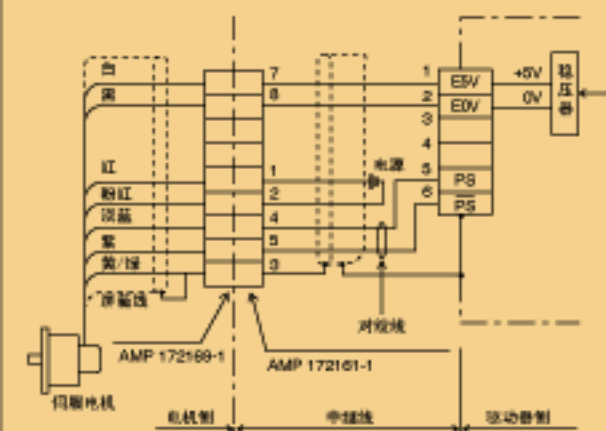 白
黑
红
粉红
淡蓝
紫
黄/绿
屏蔽线
伺服电机
AMP 172169-1
AMP 172161-1
7
8
1
2
4
5
3
电源
对绞线
1
2
3
4
5
6
E5V
E0V
PS
PS
+5V
0V
稳压器
电机侧
中继线
驱动器侧